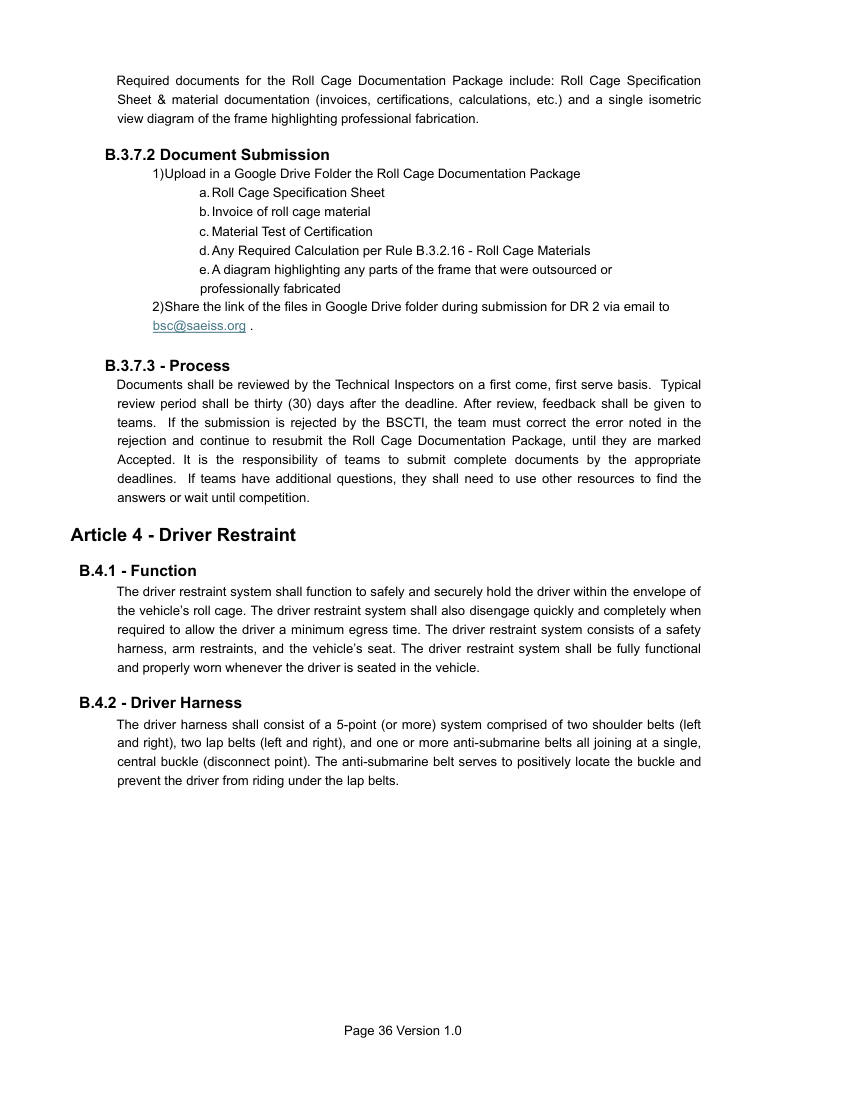 Required documents for the Roll Cage Documentation Package include: Roll Cage Specification
Sheet & material documentation (invoices, certifications, calculations, etc.) and a single isometric
view diagram of the frame highlighting professional fabrication.
B.3.7.2 Document Submission
1)Upload in a Google Drive Folder the Roll Cage Documentation Package
a. Roll Cage Specification Sheet
b. Invoice of roll cage material
c. Material Test of Certification
d. Any Required Calculation per Rule B.3.2.16 - Roll Cage Materials
e. A diagram highlighting any parts of the frame that were outsourced or
professionally fabricated
2)Share the link of the files in Google Drive folder during submission for DR 2 via email to
bsc@saeiss.org .
B.3.7.3 - Process
Documents shall be reviewed by the Technical Inspectors on a first come, first serve basis. Typical
review period shall be thirty (30) days after the deadline. After review, feedback shall be given to
teams. If the submission is rejected by the BSCTI, the team must correct the error noted in the
rejection and continue to resubmit the Roll Cage Documentation Package, until they are marked
Accepted. It is the responsibility of teams to submit complete documents by the appropriate
deadlines. If teams have additional questions, they shall need to use other resources to find the
answers or wait until competition.
Article 4 - Driver Restraint
B.4.1 - Function
The driver restraint system shall function to safely and securely hold the driver within the envelope of
the vehicle’s roll cage. The driver restraint system shall also disengage quickly and completely when
required to allow the driver a minimum egress time. The driver restraint system consists of a safety
harness, arm restraints, and the vehicle’s seat. The driver restraint system shall be fully functional
and properly worn whenever the driver is seated in the vehicle.
B.4.2 - Driver Harness
The driver harness shall consist of a 5-point (or more) system comprised of two shoulder belts (left
and right), two lap belts (left and right), and one or more anti-submarine belts all joining at a single,
central buckle (disconnect point). The anti-submarine belt serves to positively locate the buckle and
prevent the driver from riding under the lap belts.
Page 36 Version 1.0